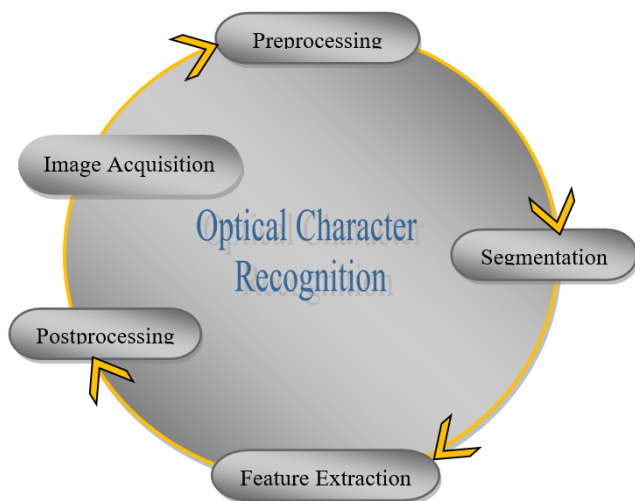 Preprocessing
Image Acquisition
Optical Character
Recognition
Segmentation
Postprocessing
Feature Extraction